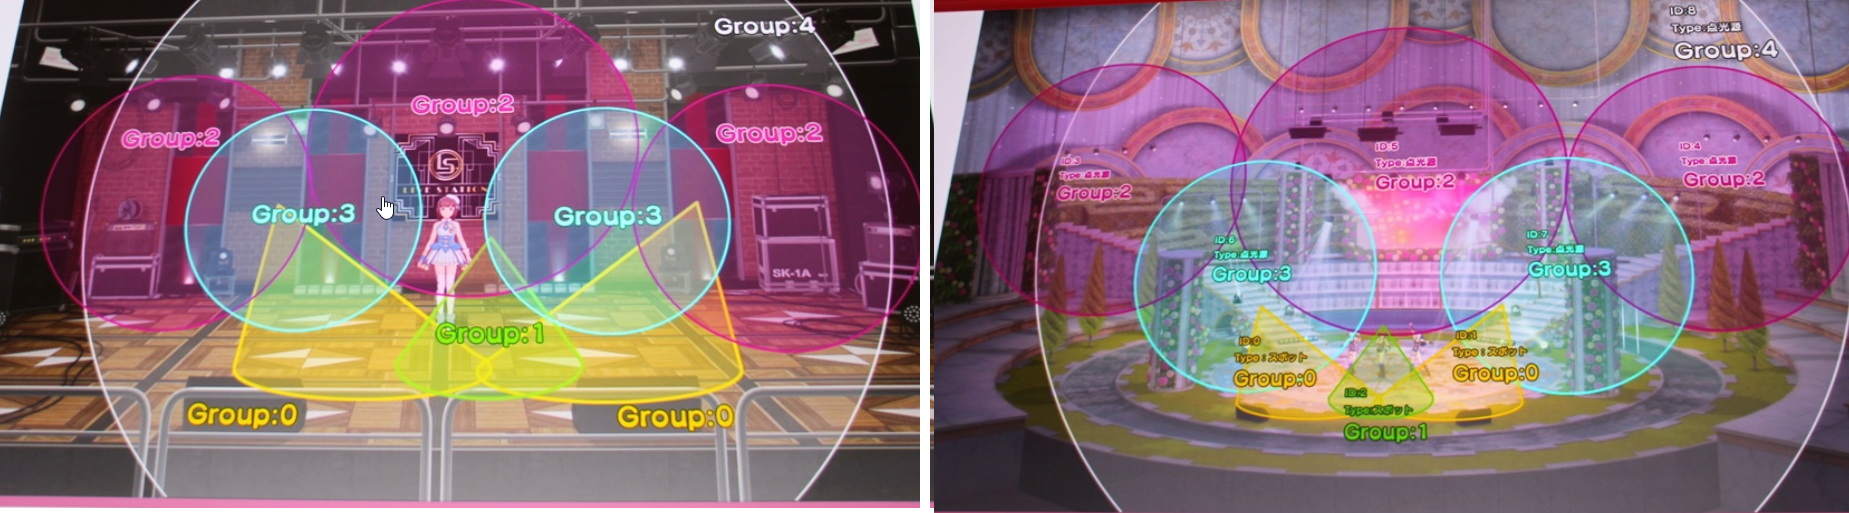 Group:4
Group:2
Group:2
Group:2
LS
LIVE STATION
Group:3
Group:3
SK-1A
Group:1
Group:0
Group:0
ID:8
Type:点光源
Group:4
ID:3
Type:点光源
Group:2
ID:5
Type:点光源
Group:2
ID:4
Type:点光源
Group:2
ID:6
Type:点光源
Group:3
ID:7
Type:点光源
Group:3
ID:0
Type:スポット
Group:0
ID:1
Type:スポット
Group:0
ID:2
Type:スポット
Group:1